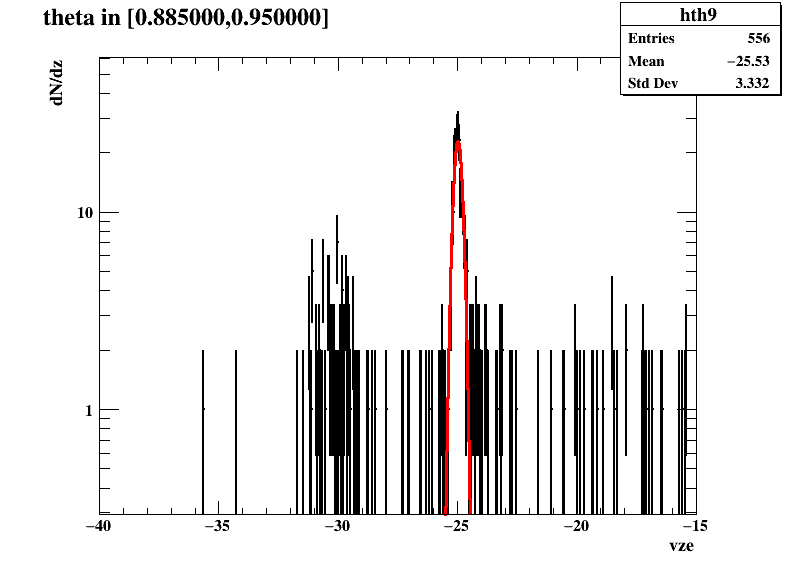 theta in [0.885000,0.950000]
hth9
Entries 556
Mean −25.53
Std Dev 3.332
dN/dz
10
1
−40 −35 −30 −25 −20 −15
vze